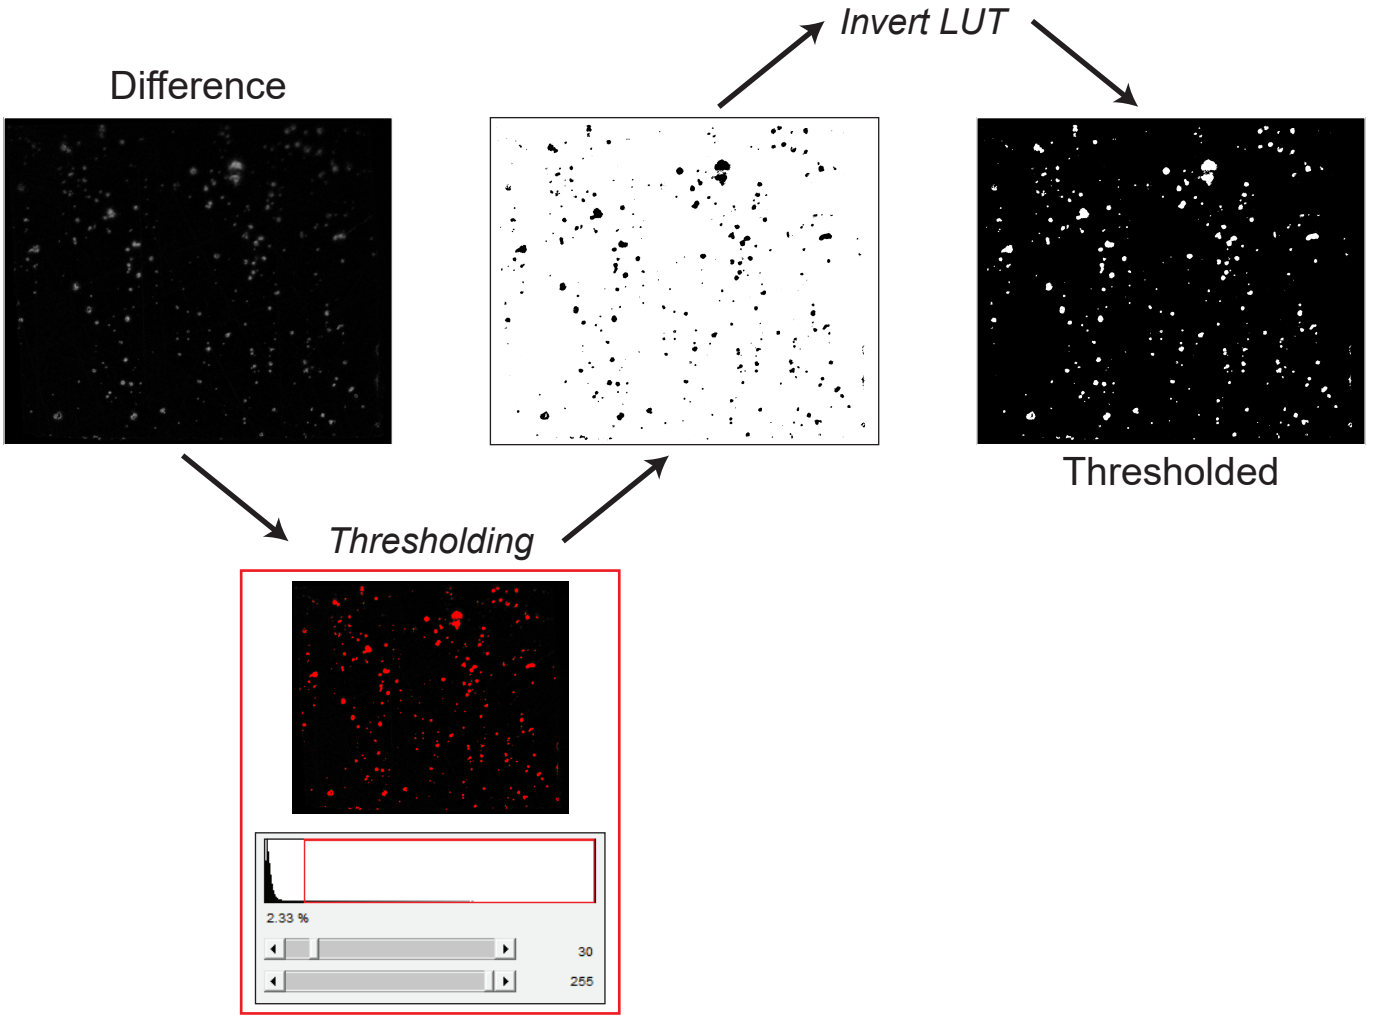 Invert LUT
Difference
Thresholded
Thresholding
2.33 %
30
255